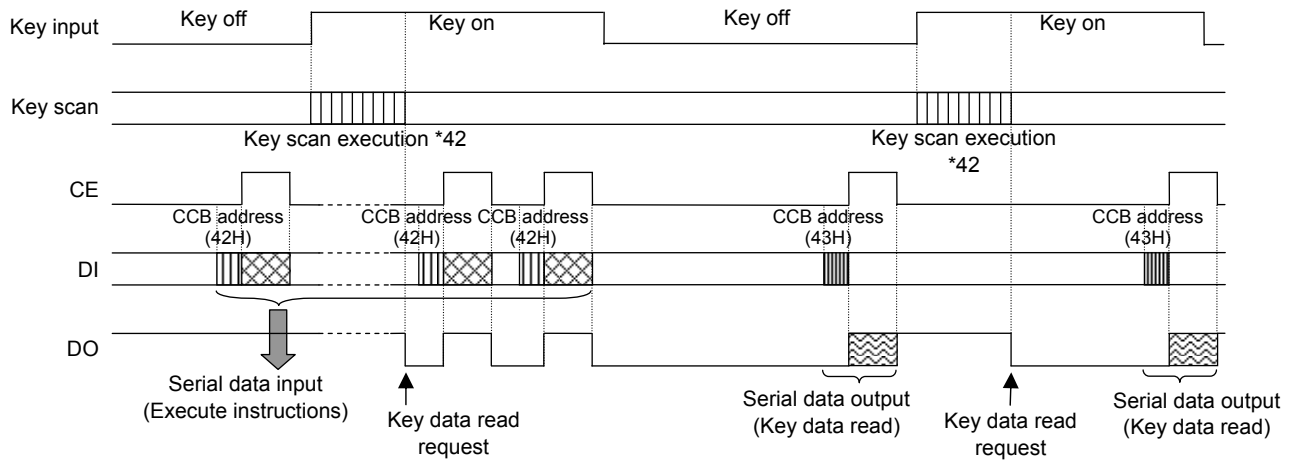 Key input
Key off
Key on
Key off
Key on
Key scan
Key scan execution *42
Key scan execution
*42
CE
CCB address
(42H)
CCB address
(42H)
CCB address
(42H)
CCB address
(43H)
CCB address
(43H)
DI
DO
Serial data input
(Execute instructions)
Key data read
request
Serial data output
(Key data read)
Key data read
request
Serial data output
(Key data read)